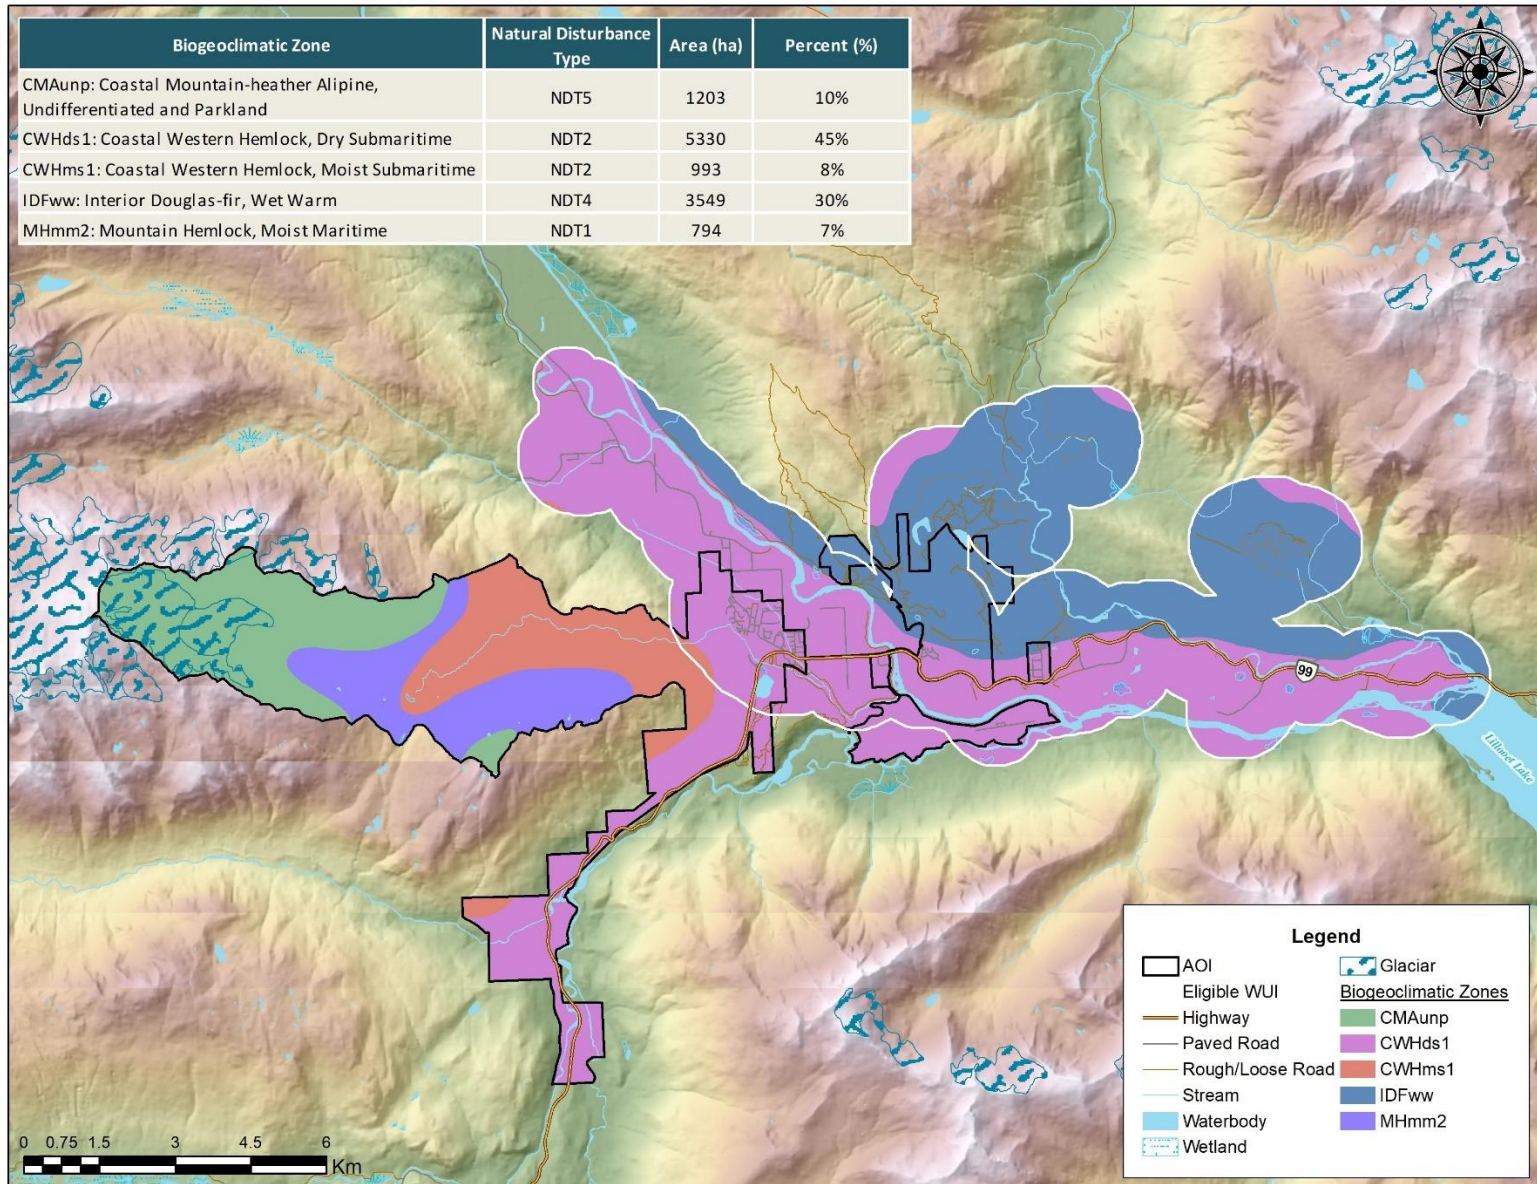 Biogeoclimatic Zone Natural Disturbance Type Area (ha) Percent (%)
CMAunp: Coastal Mountain-heather Alipine,
Undifferentiated and Parkland NDT5 1203 10%
CWHds1: Coastal Western Hemlock, Dry Submaritime NDT2 5330 45%
CWHms1: Coastal Western Hemlock, Moist Submaritime NDT2 993 8%
IDFww: Interior Douglas-fir, Wet Warm NDT4 3549 30%
MHmm2: Mountain Hemlock, Moist Maritime NDT1 794 7%
99
Lillooet Lake
Legend
AOI
Eligible WUI
Highway
Paved Road
Rough/Loose Road
Stream
Waterbody
Wetland
Glaciar
Biogeoclimatic Zones
CMAunp
CWHds1
CWHms1
IDFww
MHmm2
0 0.75 1.5 3 4.5 6
Km